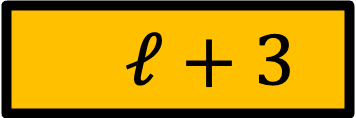 ℓ + 3